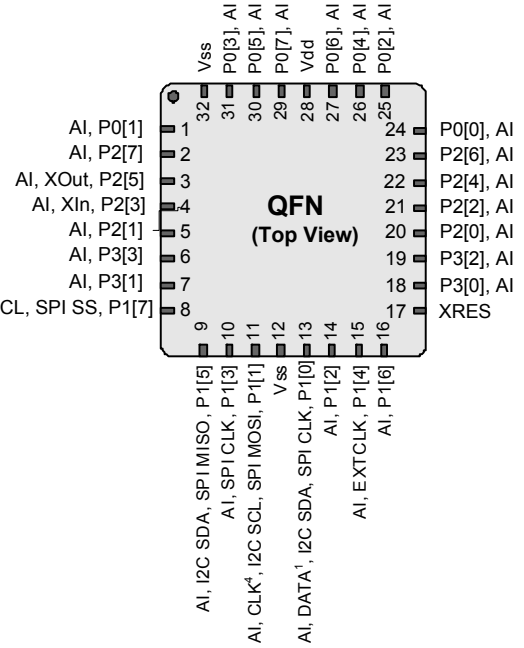 Vss
P0[3], AI
P0[5], AI
P0[7], AI
Vdd
P0[6], AI
P0[4], AI
P0[2], AI
32
31
30
29
28
27
26
25
AI, P0[1]
1
AI, P2[7]
2
AI, XOut, P2[5]
3
AI, XIn, P2[3]
4
AI, P2[1]
5
AI, P3[3]
6
AI, P3[1]
7
CL, SPI SS, P1[7]
8
QFN
(Top View)
24
P0[0], AI
23
P2[6], AI
22
P2[4], AI
21
P2[2], AI
20
P2[0], AI
19
P3[2], AI
18
P3[0], AI
17
XRES
9
10
11
12
13
14
15
16
AI, I2C SDA, SPI MISO, P1[5]
AI, SPI CLK, P1[3]
AI, CLK⁴, I2C SCL, SPI MOSI, P1[1]
Vss
AI, DATA¹, I2C SDA, SPI CLK, P1[0]
AI, P1[2]
AI, EXTCLK, P1[4]
AI, P1[6]